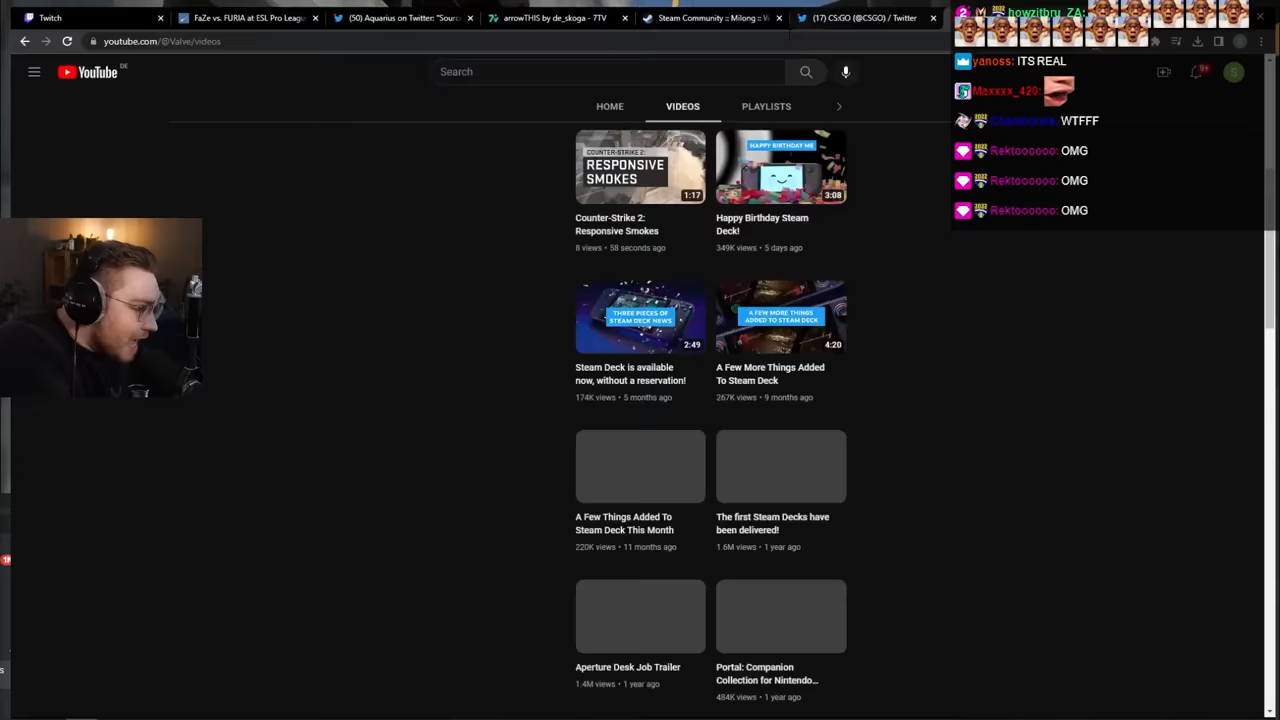 Twitch
FaZe vs. FURIA at ESL Pro Leagu
(50) Aquarius on Twitter: "Sourc
arrowTHIS by de_skoga - 7TV
Steam Community :: Milong :: W
(17) CS:GO (@CSGO) / Twitter
youtube.com/@Valve/videos
YouTube DE
Search
9+
S
HOME
VIDEOS
PLAYLISTS
COUNTER-STRIKE 2:
RESPONSIVE
SMOKES
1:17
HAPPY BIRTHDAY ME
3:08
Counter-Strike 2:
Responsive Smokes
8 views • 58 seconds ago
Happy Birthday Steam
Deck!
349K views • 5 days ago
THREE PIECES OF
STEAM DECK NEWS
2:49
A FEW MORE THINGS
ADDED TO STEAM DECK
4:20
Steam Deck is available
now, without a reservation!
174K views • 5 months ago
A Few More Things Added
To Steam Deck
267K views • 9 months ago
A Few Things Added To
Steam Deck This Month
220K views • 11 months ago
The first Steam Decks have
been delivered!
1.6M views • 1 year ago
Aperture Desk Job Trailer
1.4M views • 1 year ago
Portal: Companion
Collection for Nintendo...
484K views • 1 year ago
howzitbru_ZA:
yanoss: ITS REAL
Maxxxx_420:
WTFFF
Rektoooooo: OMG
Rektoooooo: OMG
Rektoooooo: OMG